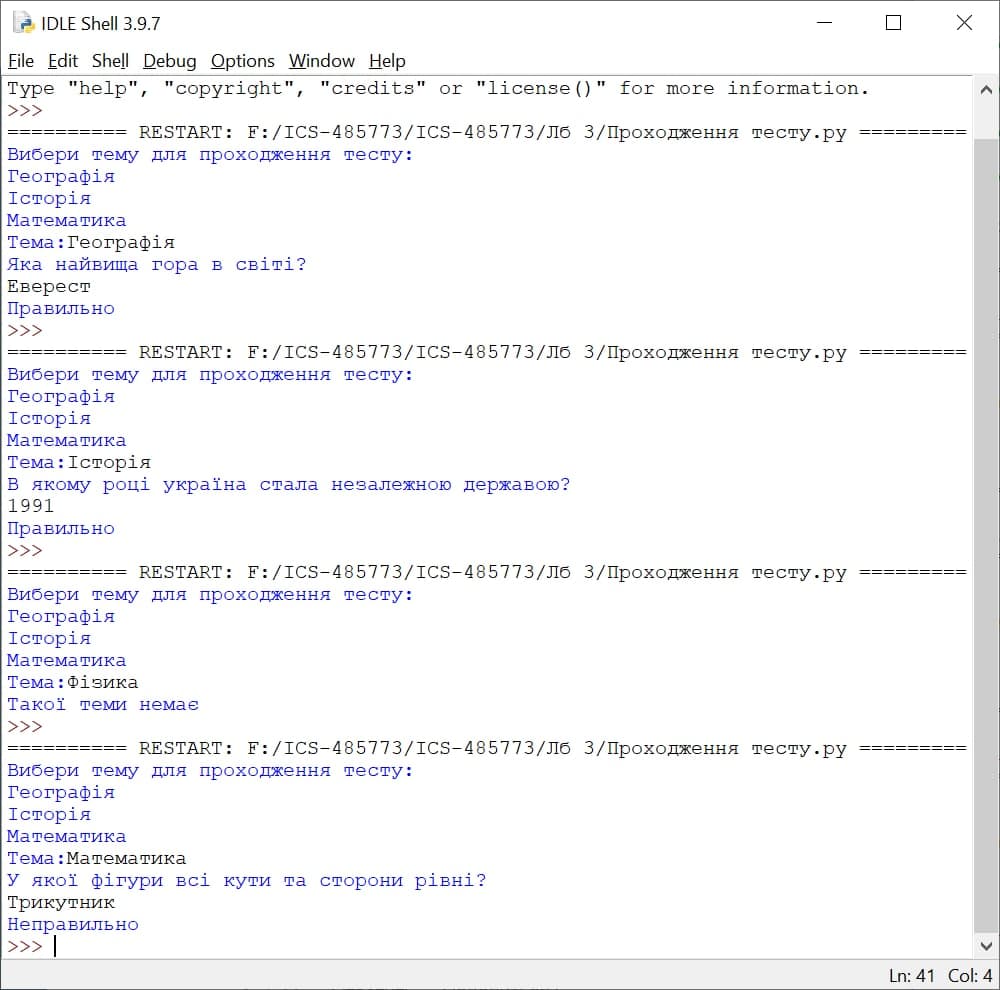 IDLE Shell 3.9.7
File Edit Shell Debug Options Window Help
Type "help", "copyright", "credits" or "license()" for more information.
>>>
========== RESTART: F:/ICS-485773/ICS-485773/Лб 3/Проходження тесту.py =========
Вибери тему для проходження тесту:
Географія
Історія
Математика
Тема:Географія
Яка найвища гора в світі?
Еверест
Правильно
>>>
========== RESTART: F:/ICS-485773/ICS-485773/Лб 3/Проходження тесту.py =========
Вибери тему для проходження тесту:
Географія
Історія
Математика
Тема:Історія
В якому році україна стала незалежною державою?
1991
Правильно
>>>
========== RESTART: F:/ICS-485773/ICS-485773/Лб 3/Проходження тесту.py =========
Вибери тему для проходження тесту:
Географія
Історія
Математика
Тема:Фізика
Такої теми немає
>>>
========== RESTART: F:/ICS-485773/ICS-485773/Лб 3/Проходження тесту.py =========
Вибери тему для проходження тесту:
Географія
Історія
Математика
Тема:Математика
У якої фігури всі кути та сторони рівні?
Трикутник
Неправильно
>>>
Ln: 41 Col: 4